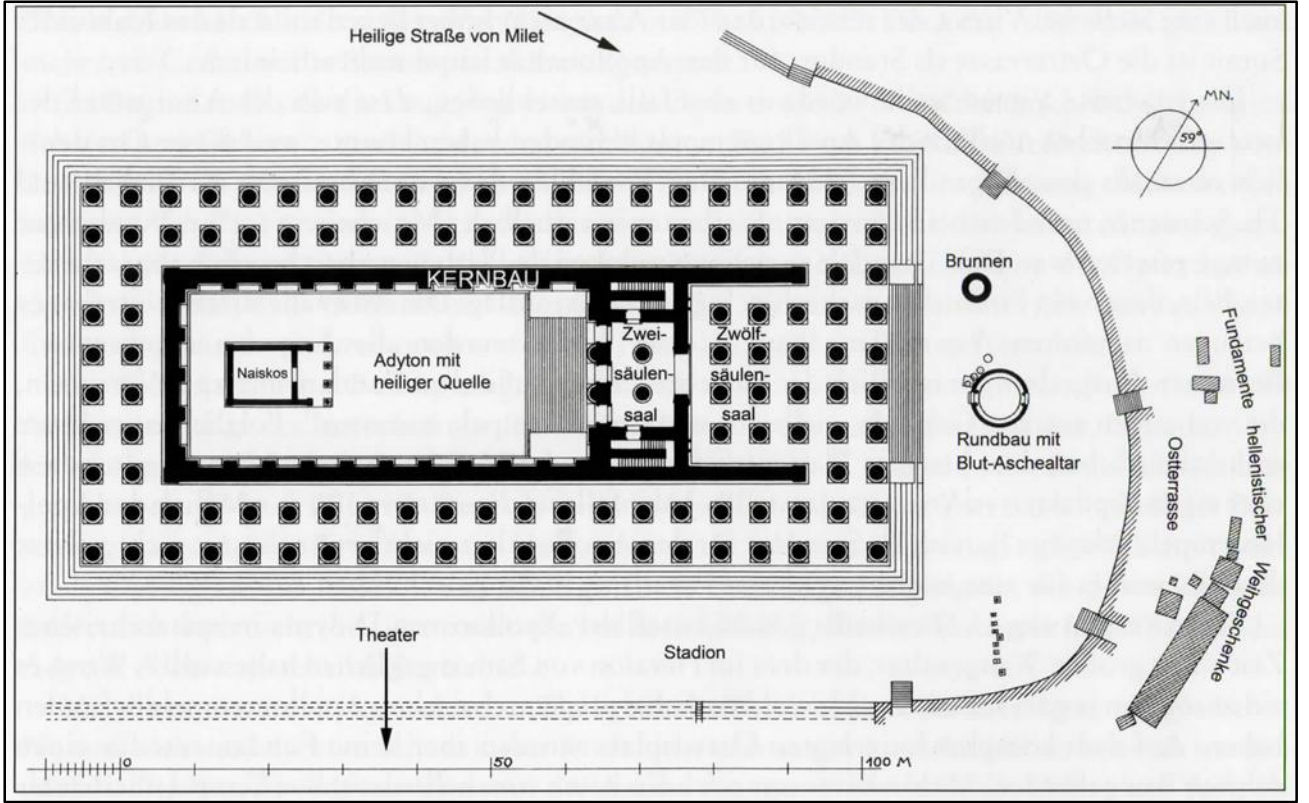 Heilige Straße von Milet
MN.
59°
KERNBAU
Brunnen
Naiskos
Adyton mit
heiliger Quelle
Zwei-
säulen-
saal
Zwölf-
säulen-
saal
Rundbau mit
Blut-Aschealtar
Fundamente hellenistischer Weihgeschenke
Ostterrasse
Theater
Stadion
0
50
100 M